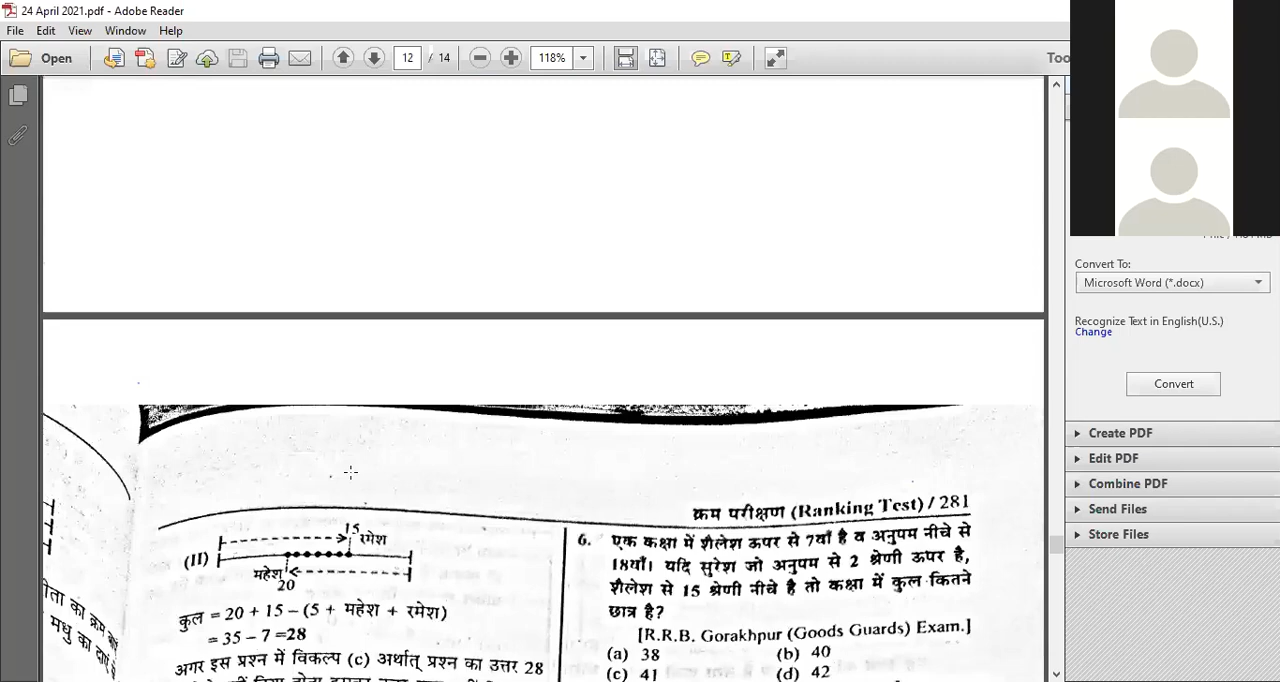 24 April 2021.pdf - Adobe Reader
File Edit View Window Help
Open 12 / 14 118% Too
Convert To:
Microsoft Word (*.docx)
Recognize Text in English(U.S.)
Change
Convert
Create PDF
Edit PDF
Combine PDF
Send Files
Store Files
क्रम परीक्षण (Ranking Test) / 281
15
रमेश
(II)
महेश
20
कुल = 20 + 15 – (5 + महेश + रमेश)
= 35 – 7 =28
अगर इस प्रश्न में विकल्प (c) अर्थात् प्रश्न का उत्तर 28
6. एक कक्षा में शैलेश ऊपर से 7वाँ है व अनुपम नीचे से
18वाँ। यदि सुरेश जो अनुपम से 2 श्रेणी ऊपर है,
शैलेश से 15 श्रेणी नीचे है तो कक्षा में कुल कितने
छात्र है?
[R.R.B. Gorakhpur (Goods Guards) Exam.]
(a) 38 (b) 40
(c) 41 (d) 42